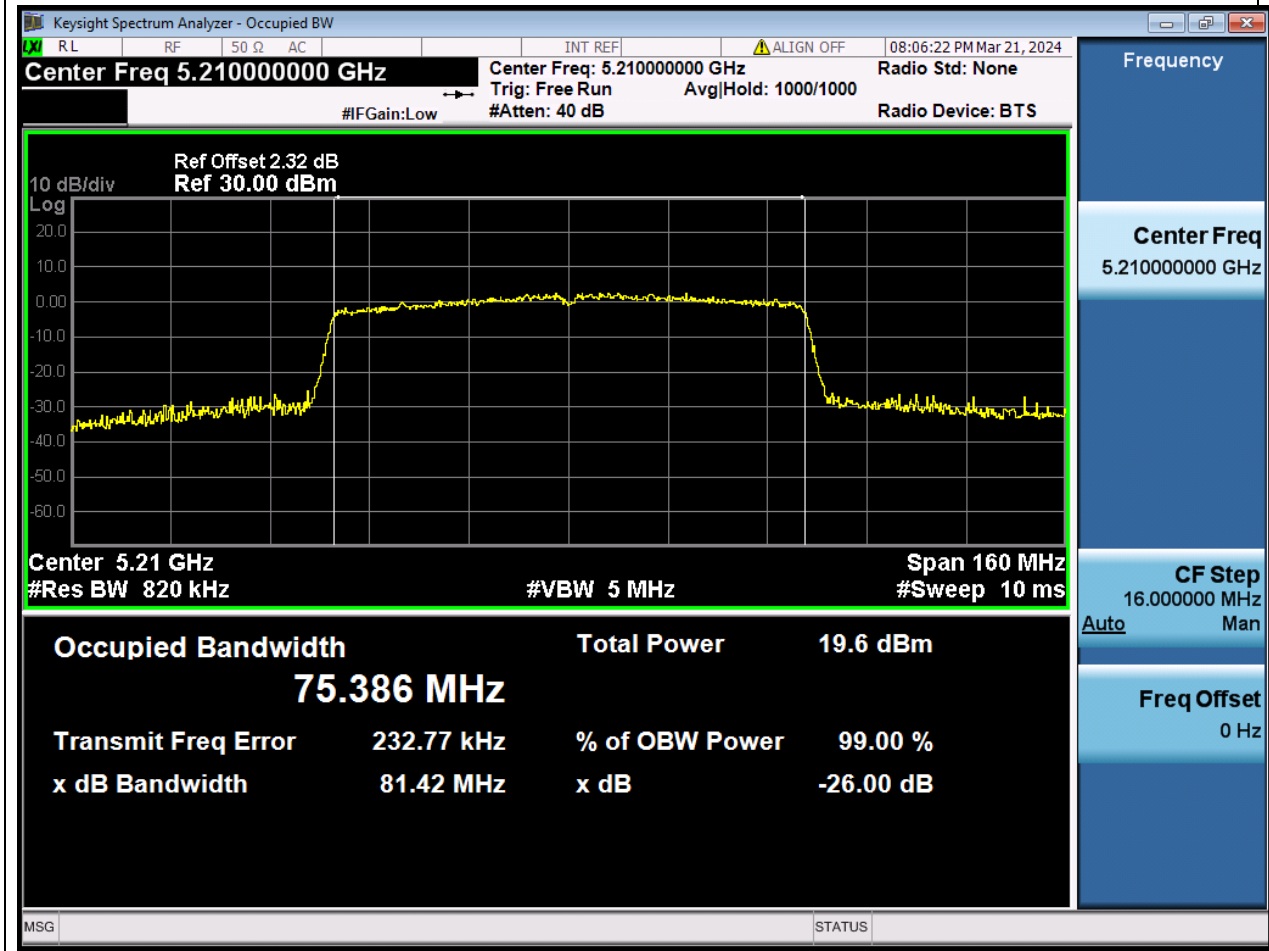 Keysight Spectrum Analyzer - Occupied BW
LXI RL RF 50 Ω AC INT REF ALIGN OFF 08:06:22 PM Mar 21, 2024
Center Freq 5.210000000 GHz
Center Freq: 5.210000000 GHz Radio Std: None
Trig: Free Run Avg|Hold: 1000/1000
#IFGain:Low #Atten: 40 dB Radio Device: BTS
Ref Offset 2.32 dB
10 dB/div Ref 30.00 dBm
Log
20.0
10.0
0.00
-10.0
-20.0
-30.0
-40.0
-50.0
-60.0
Center 5.21 GHz Span 160 MHz
#Res BW 820 kHz #VBW 5 MHz #Sweep 10 ms
Occupied Bandwidth Total Power 19.6 dBm
75.386 MHz
Transmit Freq Error 232.77 kHz % of OBW Power 99.00 %
x dB Bandwidth 81.42 MHz x dB -26.00 dB
Frequency
Center Freq
5.210000000 GHz
CF Step
16.000000 MHz
Auto Man
Freq Offset
0 Hz
MSG STATUS